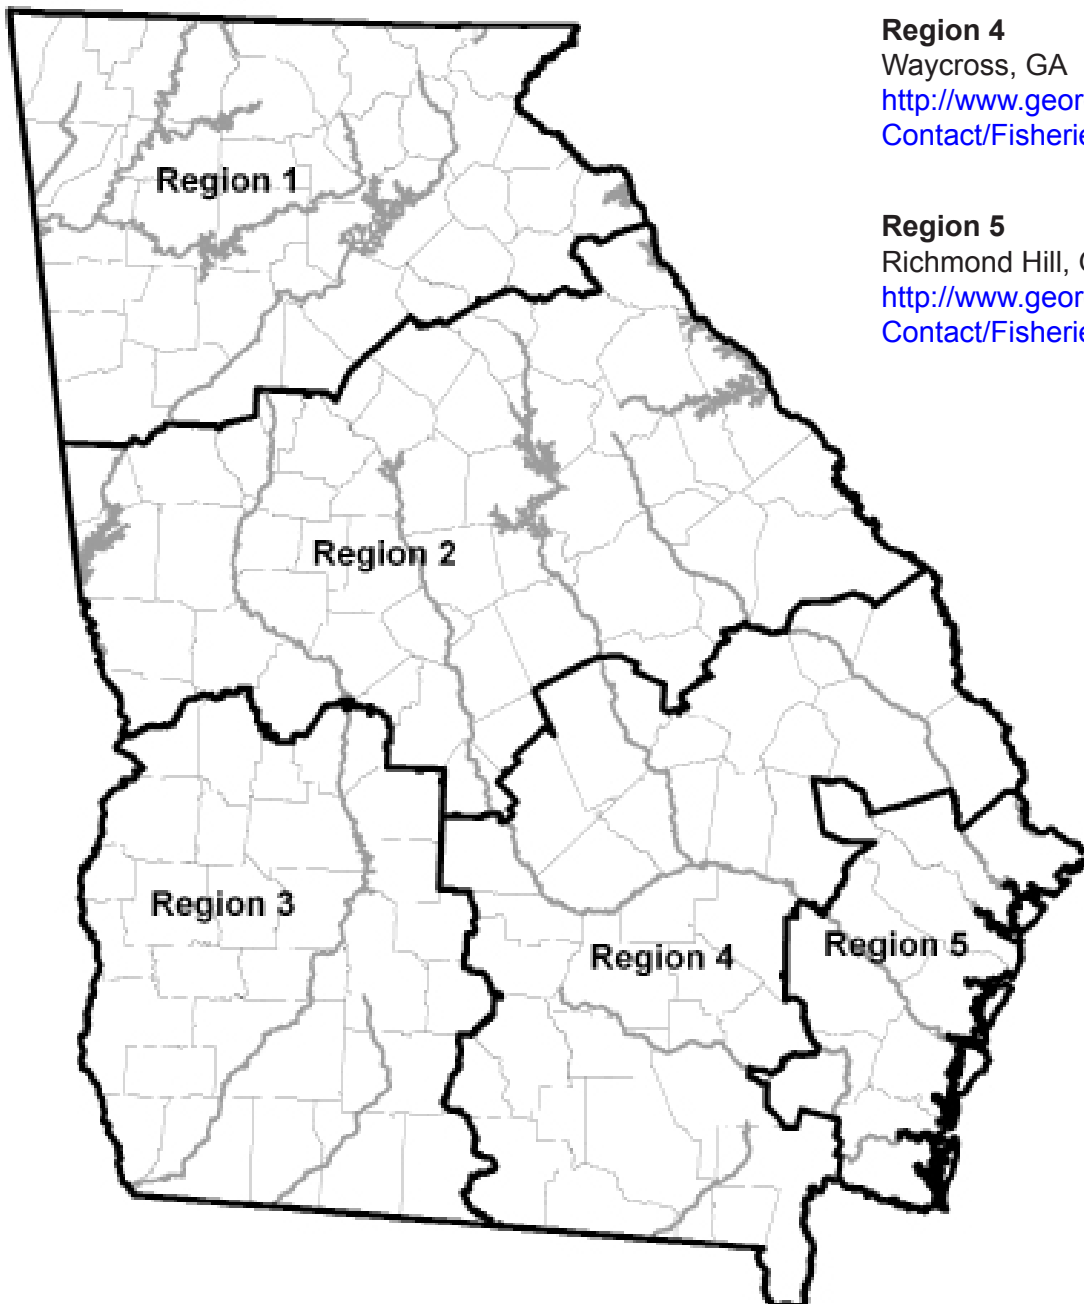 Region 4
Waycross, GA
http://www.geor
Contact/Fisherie
Region 5
Richmond Hill,
http://www.geor
Contact/Fisherie
Region 1
Region 2
Region 3
Region 4
Region 5